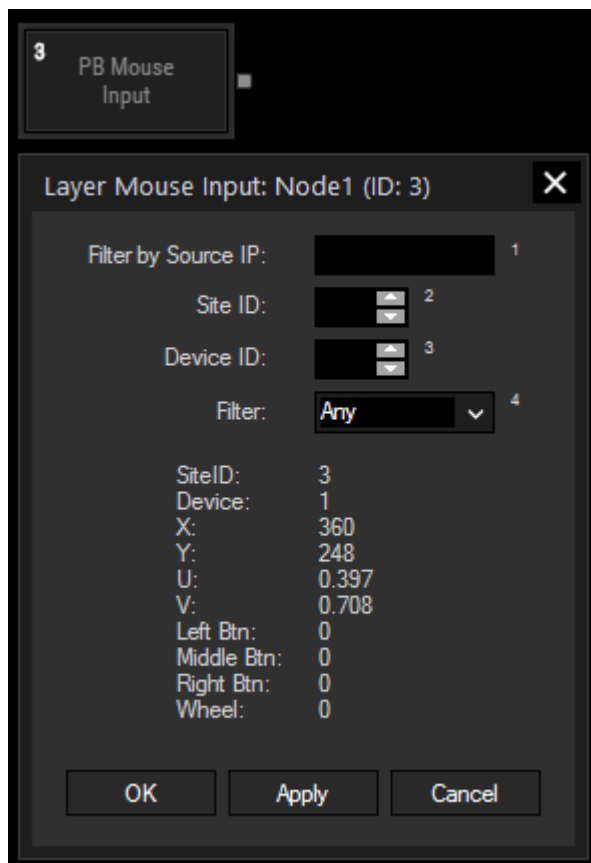 3
PB Mouse
Input
Layer Mouse Input: Node1 (ID: 3)
Filter by Source IP: 1
Site ID: 2
Device ID: 3
Filter: Any 4
SiteID: 3
Device: 1
X: 360
Y: 248
U: 0.397
V: 0.708
Left Btn: 0
Middle Btn: 0
Right Btn: 0
Wheel: 0
OK Apply Cancel